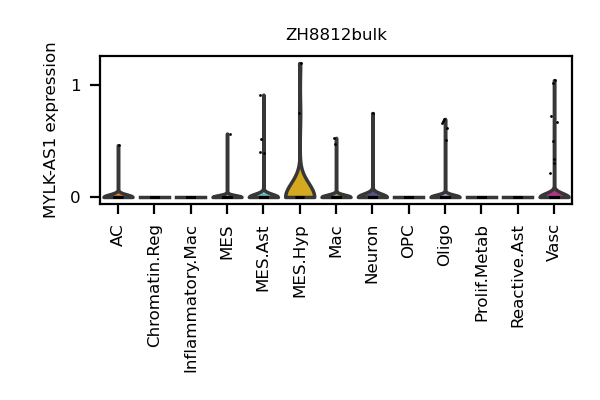 ZH8812bulk
MYLK-AS1 expression
1
0
AC
Chromatin.Reg
Inflammatory.Mac
MES
MES.Ast
MES.Hyp
Mac
Neuron
OPC
Oligo
Prolif.Metab
Reactive.Ast
Vasc